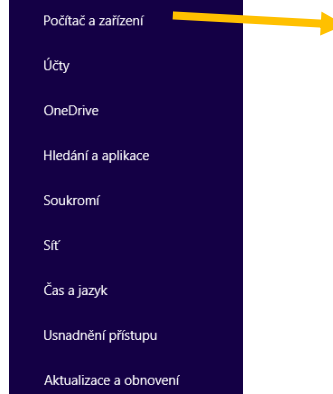 Počítač a zařízení
Účty
OneDrive
Hledání a aplikace
Soukromí
Síť
Čas a jazyk
Usnadnění přístupu
Aktualizace a obnovení